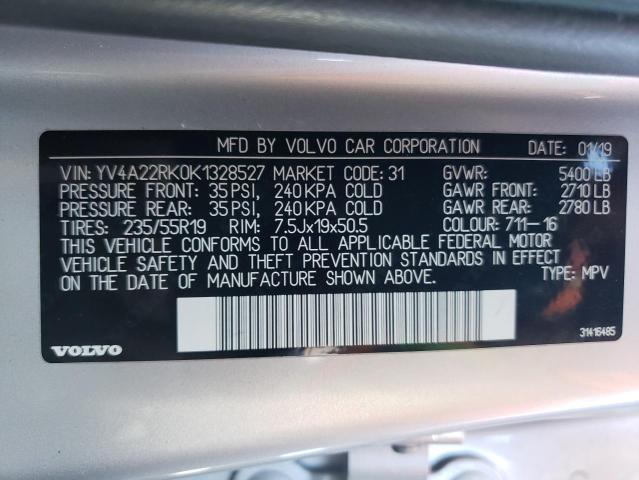 MFD BY VOLVO CAR CORPORATION DATE: 01/19
VIN: YV4A22RK0K1328527 MARKET CODE: 31 GVWR: 5400 LB
PRESSURE FRONT: 35 PSI, 240 KPA COLD GAWR FRONT: 2710 LB
PRESSURE REAR: 35 PSI, 240 KPA COLD GAWR REAR: 2780 LB
TIRES: 235/55R19 RIM: 7.5Jx19x50.5 COLOUR: 711-16
THIS VEHICLE CONFORMS TO ALL APPLICABLE FEDERAL MOTOR
VEHICLE SAFETY AND THEFT PREVENTION STANDARDS IN EFFECT
ON THE DATE OF MANUFACTURE SHOWN ABOVE. TYPE: MPV
VOLVO 31416485